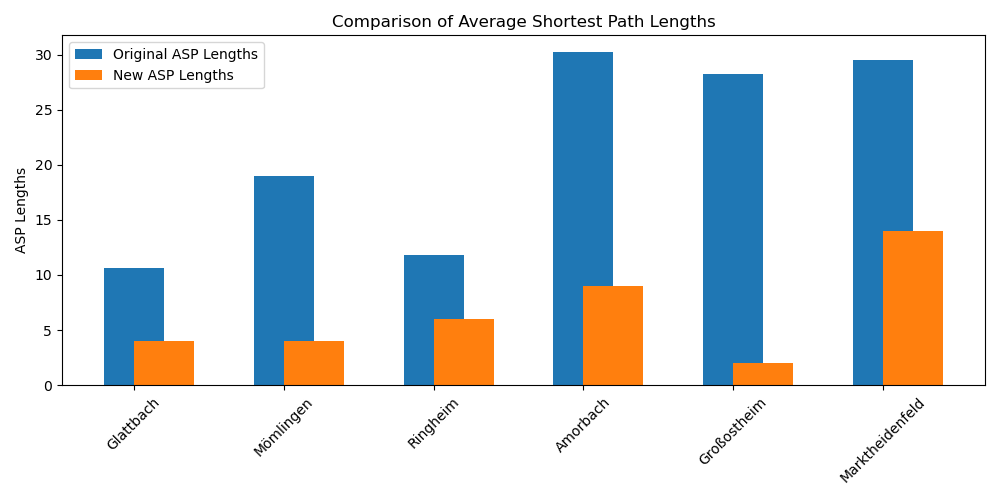 Comparison of Average Shortest Path Lengths
Original ASP Lengths
New ASP Lengths
ASP Lengths
30
25
20
15
10
5
0
Glattbach
Mömlingen
Ringheim
Amorbach
Großostheim
Marktheidenfeld